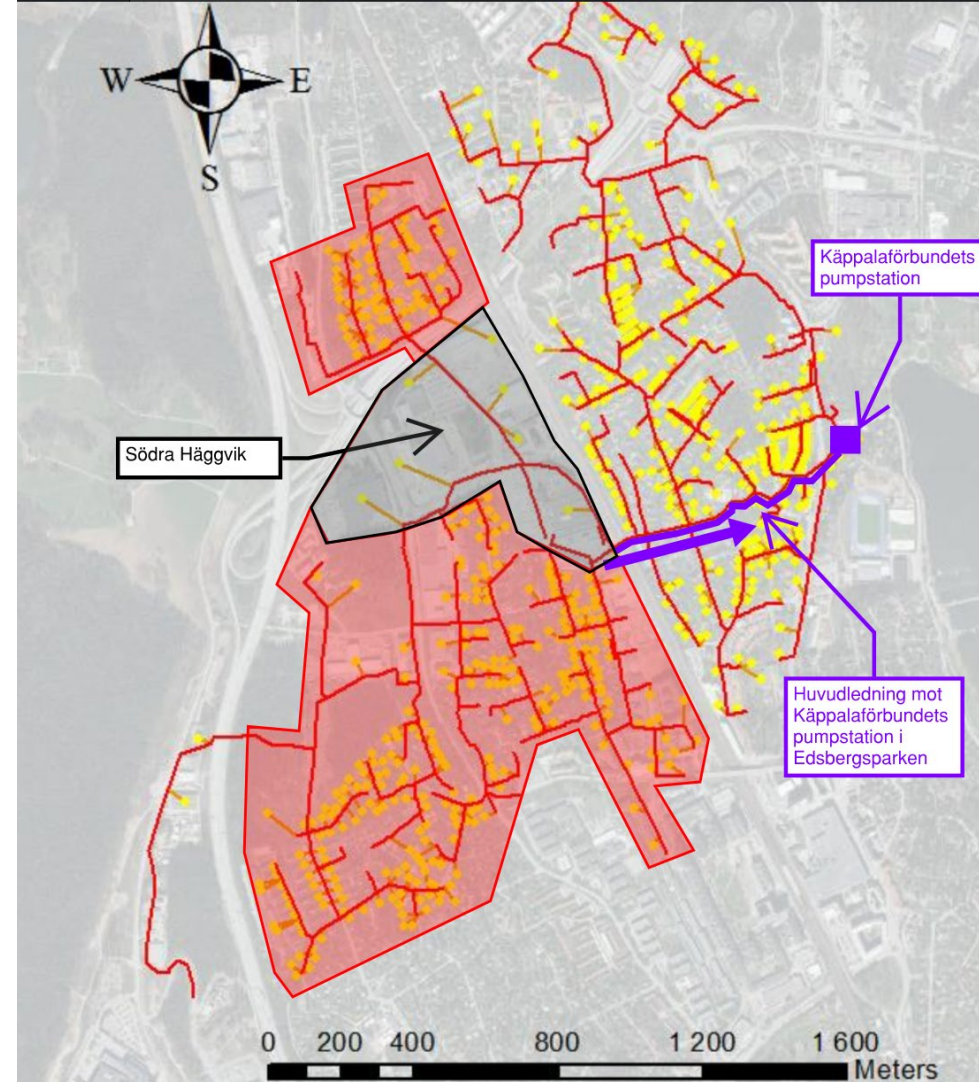 W
E
S
Käppalaförbundets
pumpstation
Södra Häggvik
Huvudledning mot
Käppalaförbundets
pumpstation i
Edsbergsparken
0 200 400 800 1 200 1 600
Meters